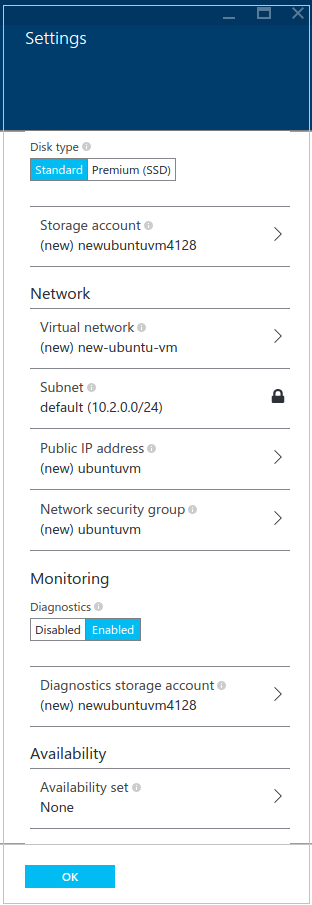 Settings
Disk type
Standard Premium (SSD)
Storage account
(new) newubuntuvm4128
Network
Virtual network
(new) new-ubuntu-vm
Subnet
default (10.2.0.0/24)
Public IP address
(new) ubuntuvm
Network security group
(new) ubuntuvm
Monitoring
Diagnostics
Disabled Enabled
Diagnostics storage account
(new) newubuntuvm4128
Availability
Availability set
None
OK